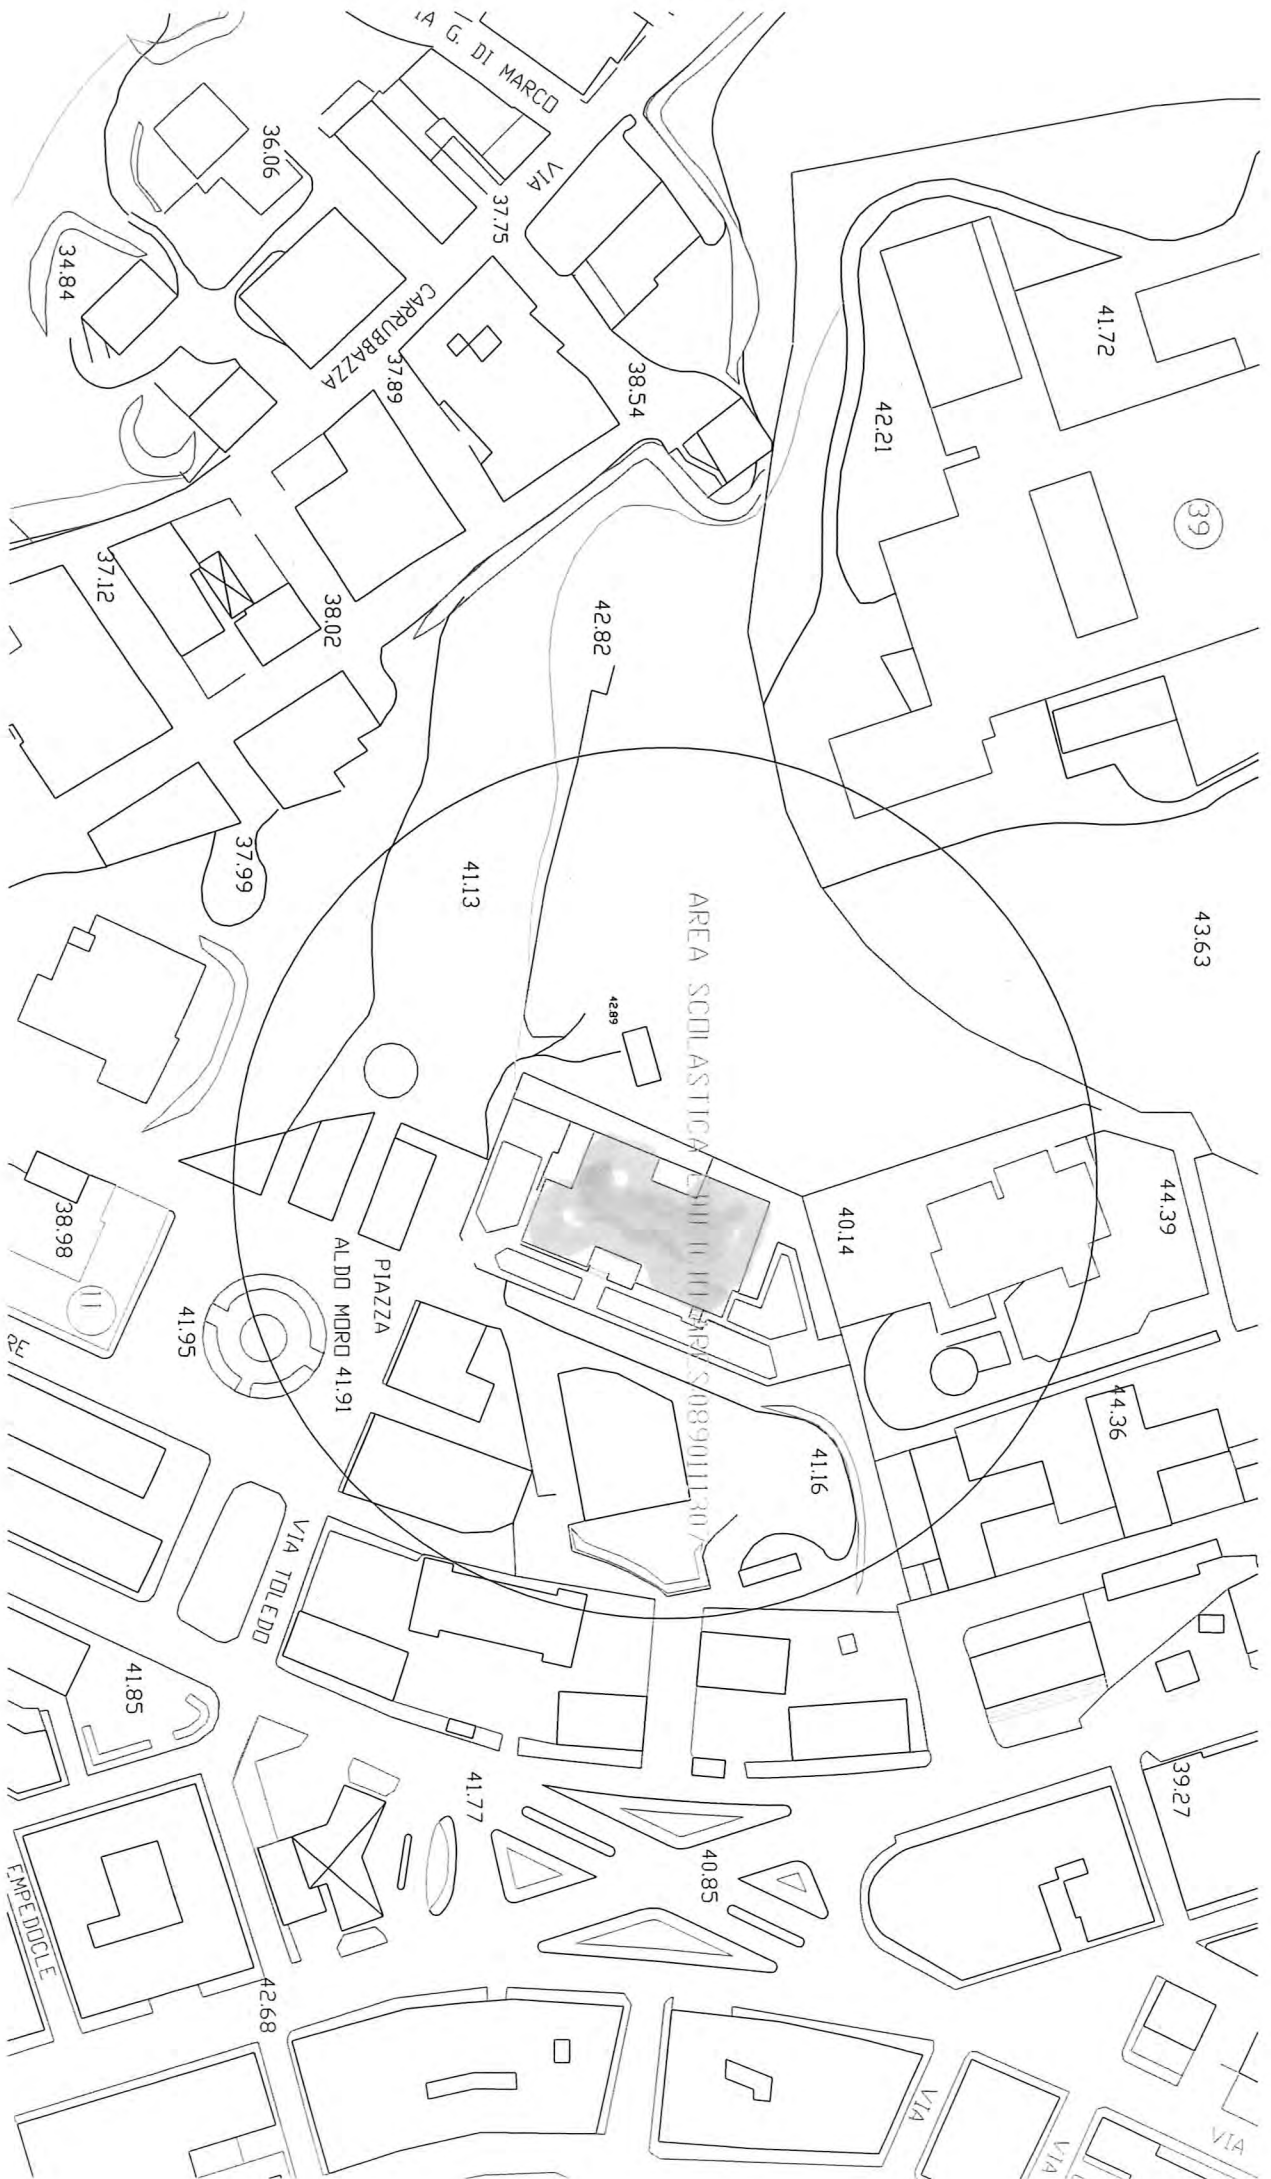 VIA G. DI MARCO
VIA
36.06
37.75
34.84
CARRUBBAZZA
37.89
38.54
41.72
42.21
39
37.12
38.02
42.82
37.99
41.13
43.63
42.89
AREA SCOLASTICA
40.14
44.39
38.98
11
PIAZZA
ALDO MORO 41.91
41.95
44.36
41.16
VIA TOLEDO
41.85
41.77
39.27
40.85
EMPEDOCLE
42.68
VIA
VIA
VIA